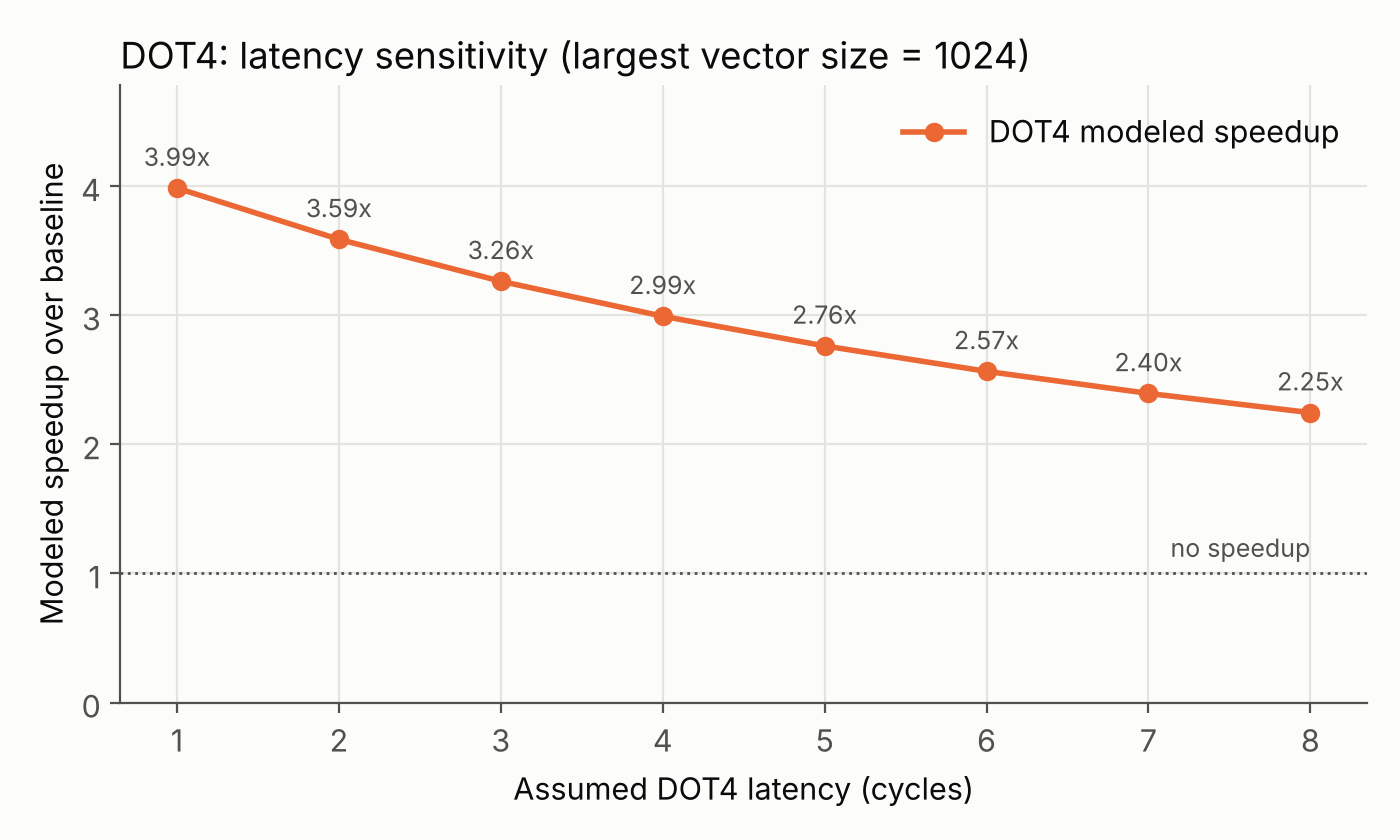 DOT4: latency sensitivity (largest vector size = 1024)
DOT4 modeled speedup
Modeled speedup over baseline
4
3
2
1
0
3.99x
3.59x
3.26x
2.99x
2.76x
2.57x
2.40x
2.25x
no speedup
1 2 3 4 5 6 7 8
Assumed DOT4 latency (cycles)